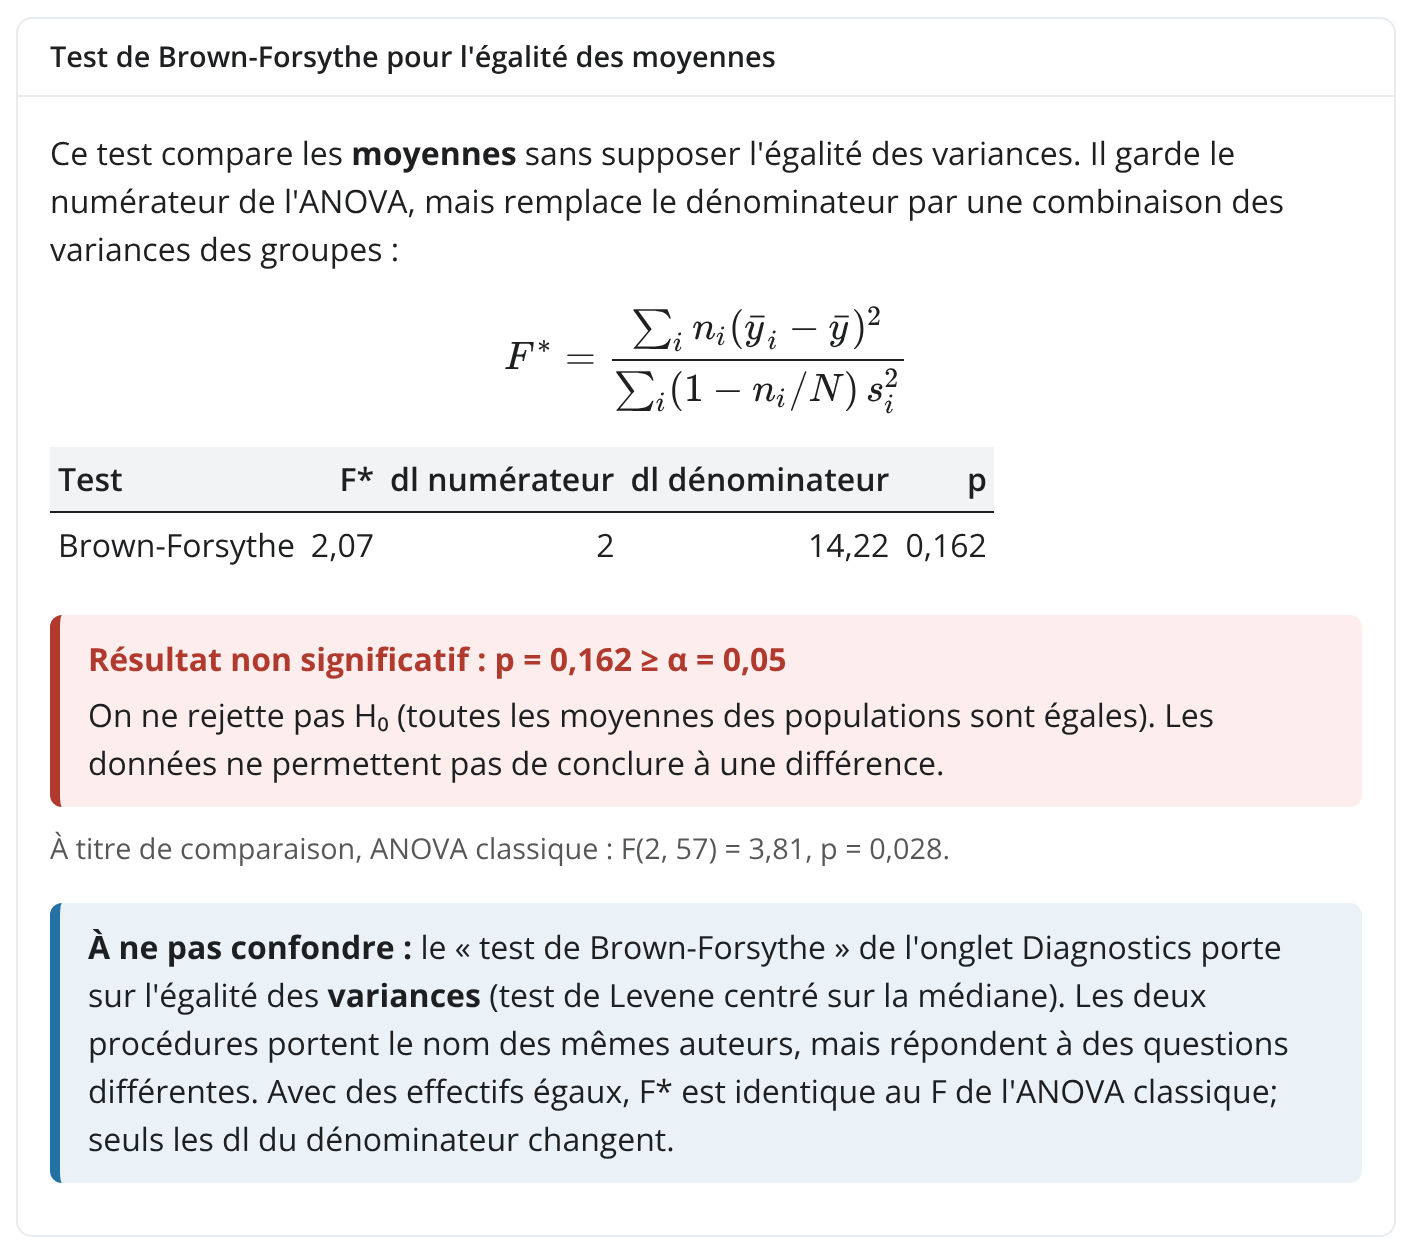 Test de Brown-Forsythe pour l'égalité des moyennes
Ce test compare les moyennes sans supposer l'égalité des variances. Il garde le
numérateur de l'ANOVA, mais remplace le dénominateur par une combinaison des
variances des groupes :
F* = ∑ᵢ nᵢ(ȳᵢ − ȳ)² / ∑ᵢ(1 − nᵢ/N) sᵢ²
Test F* dl numérateur dl dénominateur p
Brown-Forsythe 2,07 2 14,22 0,162
Résultat non significatif : p = 0,162 ≥ α = 0,05
On ne rejette pas H₀ (toutes les moyennes des populations sont égales). Les
données ne permettent pas de conclure à une différence.
À titre de comparaison, ANOVA classique : F(2, 57) = 3,81, p = 0,028.
À ne pas confondre : le « test de Brown-Forsythe » de l'onglet Diagnostics porte
sur l'égalité des variances (test de Levene centré sur la médiane). Les deux
procédures portent le nom des mêmes auteurs, mais répondent à des questions
différentes. Avec des effectifs égaux, F* est identique au F de l'ANOVA classique;
seuls les dl du dénominateur changent.